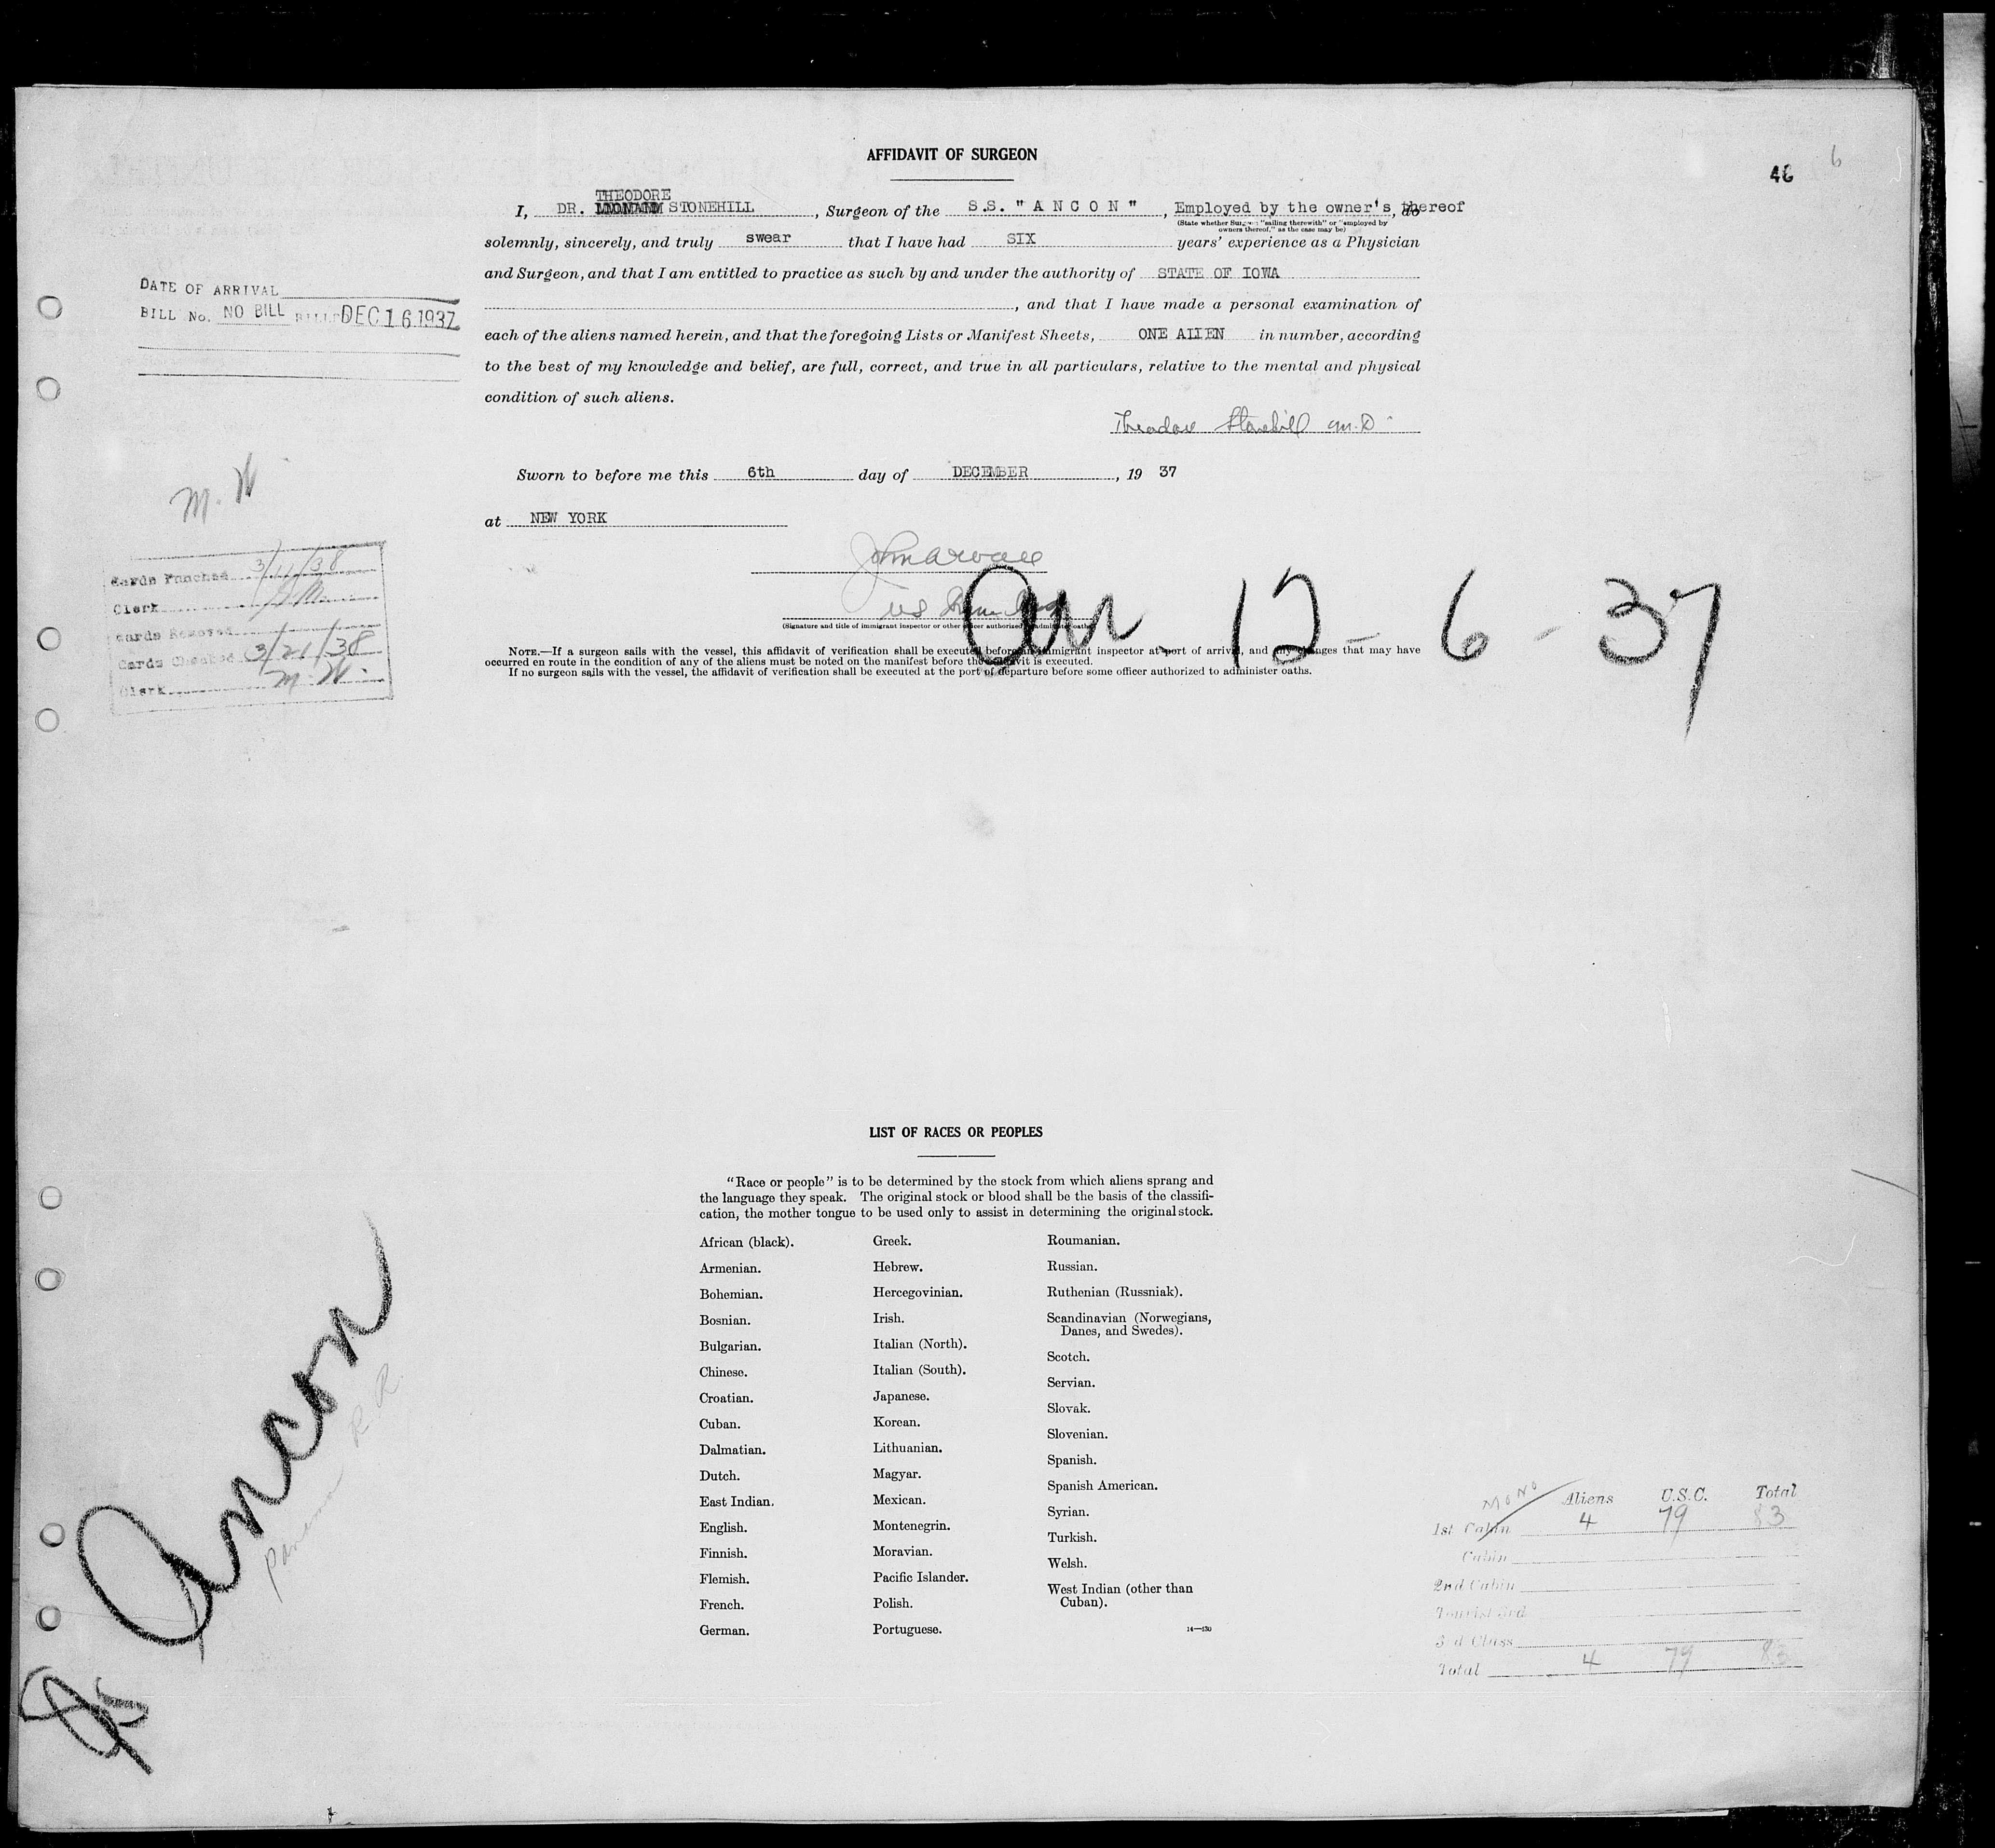 AFFIDAVIT OF SURGEON
46
6
THEODORE
I, DR. STONEHILL, Surgeon of the S.S. "ANCON", Employed by the owner's, thereof
(State whether Surgeon "sailing therewith" or "employed by
owners thereof," as the case may be)
solemnly, sincerely, and truly swear that I have had SIX years' experience as a Physician
and Surgeon, and that I am entitled to practice as such by and under the authority of STATE OF IOWA
, and that I have made a personal examination of
each of the aliens named herein, and that the foregoing Lists or Manifest Sheets, ONE ALIEN in number, according
to the best of my knowledge and belief, are full, correct, and true in all particulars, relative to the mental and physical
condition of such aliens.
Theodore Stonehill M.D.
Sworn to before me this 6th day of DECEMBER, 19 37
at NEW YORK
(Signature and title of immigrant inspector or other officer authorized to administer oaths)
NOTE.—If a surgeon sails with the vessel, this affidavit of verification shall be executed before an immigrant inspector at port of arrival, and any changes that may have
occurred en route in the condition of any of the aliens must be noted on the manifest before the affidavit is executed.
If no surgeon sails with the vessel, the affidavit of verification shall be executed at the port of departure before some officer authorized to administer oaths.
Arr 12-6-37
DATE OF ARRIVAL
BILL No. NO BILL DEC 16 1937
M. W
Cards Punched 3/11/38
Clerk
Cards Removed
Cards Checked 3/21/38
Clerk M. W.
LIST OF RACES OR PEOPLES
"Race or people" is to be determined by the stock from which aliens sprang and
the language they speak. The original stock or blood shall be the basis of the classifi-
cation, the mother tongue to be used only to assist in determining the original stock.
African (black).
Armenian.
Bohemian.
Bosnian.
Bulgarian.
Chinese.
Croatian.
Cuban.
Dalmatian.
Dutch.
East Indian.
English.
Finnish.
Flemish.
French.
German.
Greek.
Hebrew.
Hercegovinian.
Irish.
Italian (North).
Italian (South).
Japanese.
Korean.
Lithuanian.
Magyar.
Mexican.
Montenegrin.
Moravian.
Pacific Islander.
Polish.
Portuguese.
Roumanian.
Russian.
Ruthenian (Russniak).
Scandinavian (Norwegians,
Danes, and Swedes).
Scotch.
Servian.
Slovak.
Slovenian.
Spanish.
Spanish American.
Syrian.
Turkish.
Welsh.
West Indian (other than
Cuban).
14—130
Ancon
Panama R R.
MONO Aliens U.S.C. Total
1st Cabin 4 79 83
Cabin
2nd Cabin
Tourist 3rd
3rd Class
Total 4 79 83